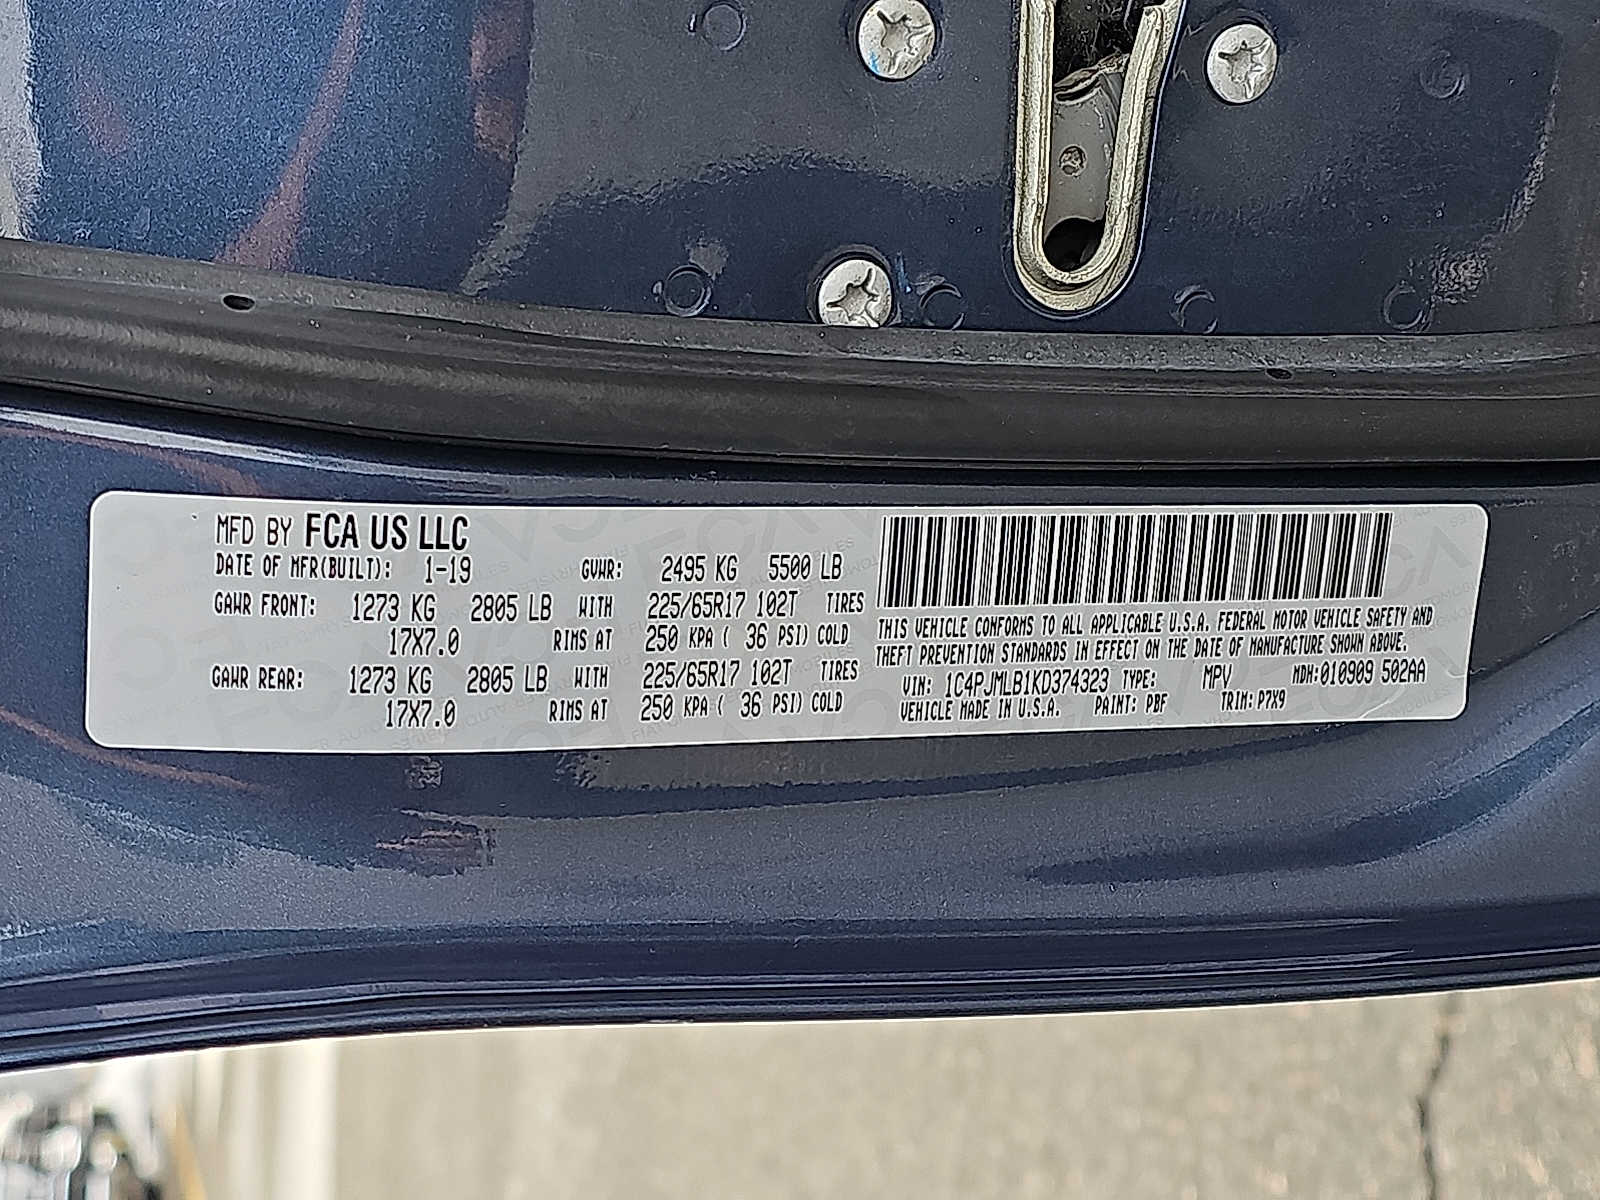 MFD BY FCA US LLC
DATE OF MFR(BUILT): 1-19 GVWR: 2495 KG 5500 LB
GAWR FRONT: 1273 KG 2805 LB WITH 225/65R17 102T TIRES
17X7.0 RIMS AT 250 KPA ( 36 PSI) COLD
GAWR REAR: 1273 KG 2805 LB WITH 225/65R17 102T TIRES
17X7.0 RIMS AT 250 KPA ( 36 PSI) COLD
THIS VEHICLE CONFORMS TO ALL APPLICABLE U.S.A. FEDERAL MOTOR VEHICLE SAFETY AND
THEFT PREVENTION STANDARDS IN EFFECT ON THE DATE OF MANUFACTURE SHOWN ABOVE.
VIN: 1C4PJMLB1KD374323 TYPE: MPV MDH:010909 502AA
VEHICLE MADE IN U.S.A. PAINT: PBF TRIM: P7X9